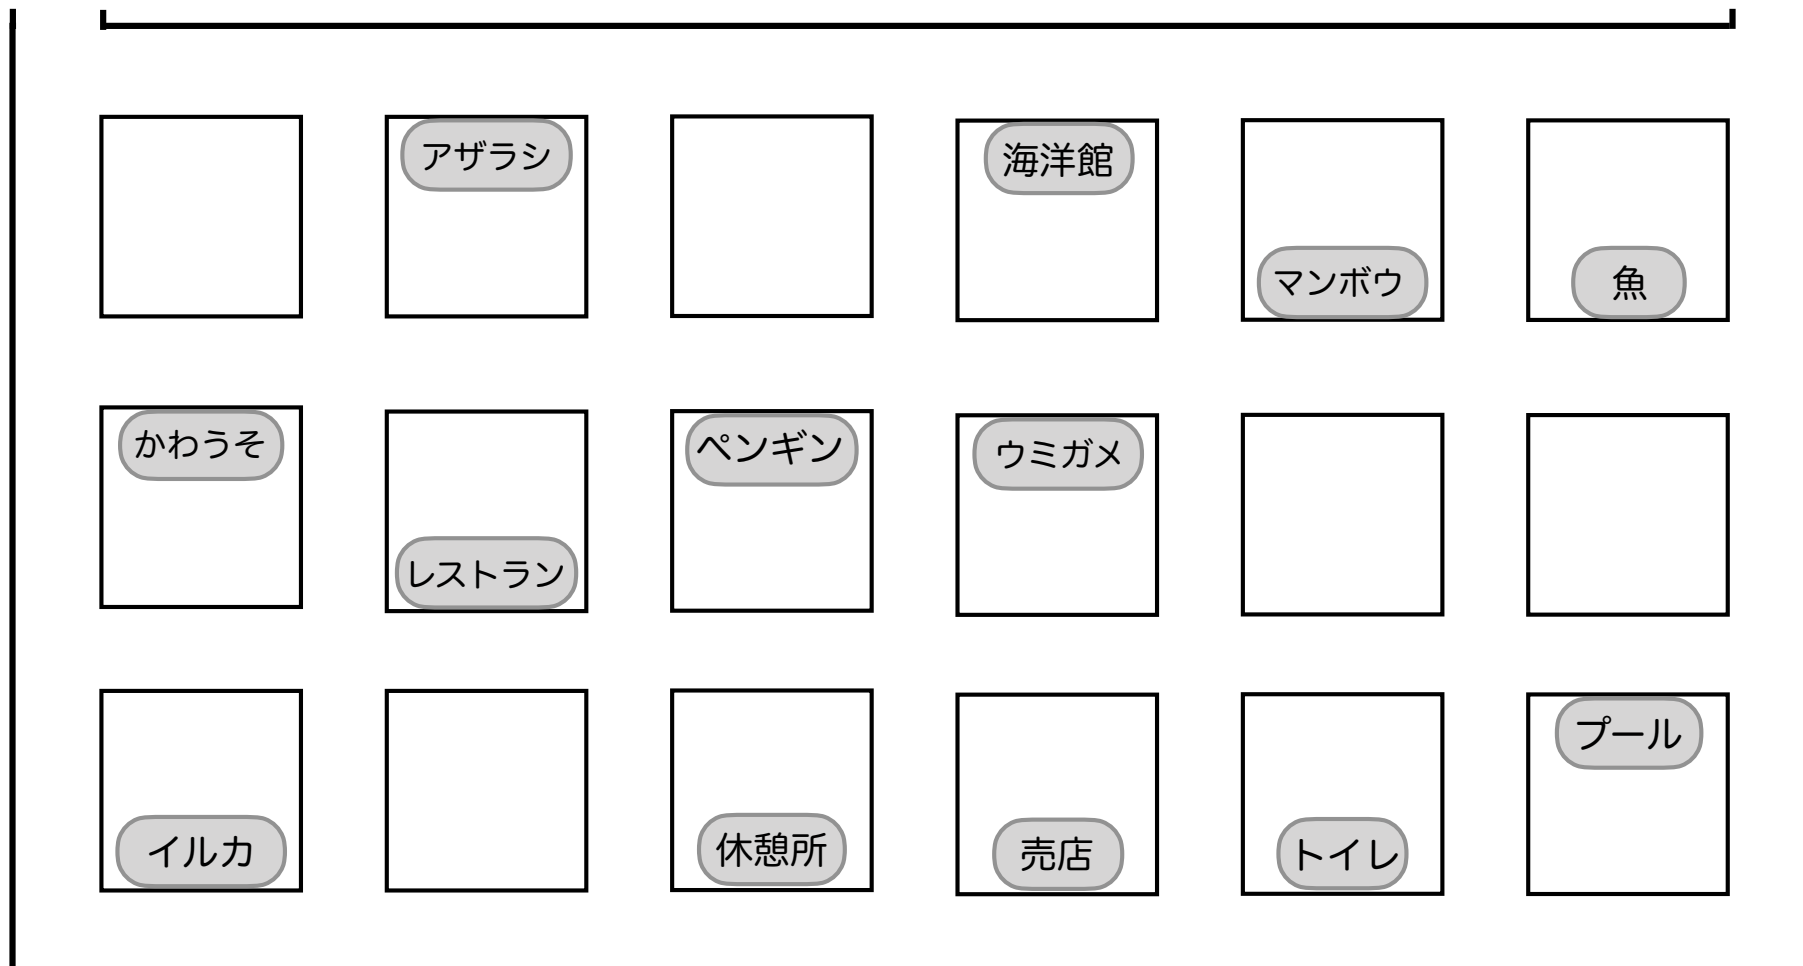 アザラシ
海洋館
マンボウ
魚
かわうそ
レストラン
ペンギン
ウミガメ
イルカ
休憩所
売店
トイレ
プール